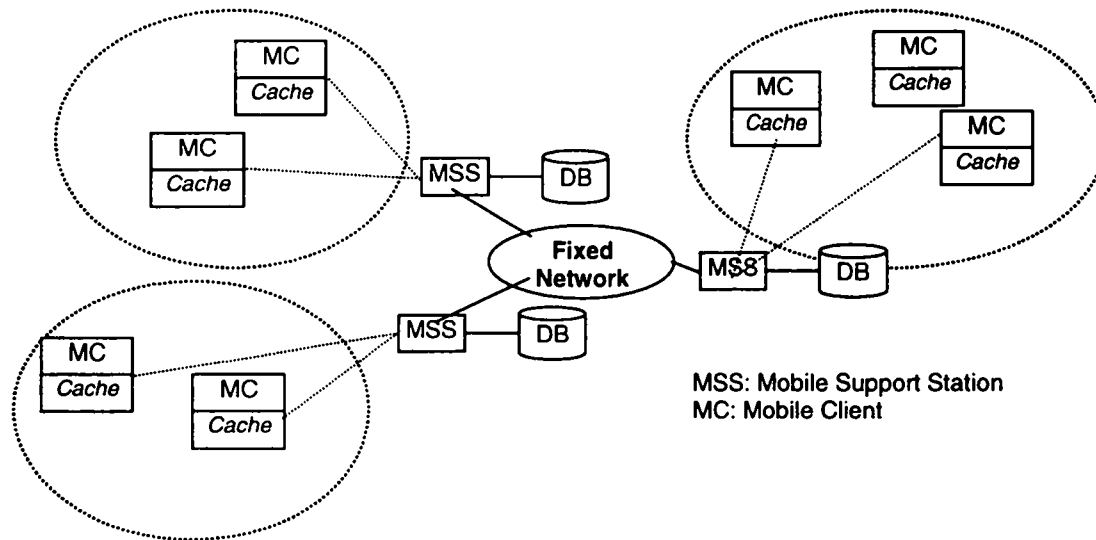 MC
Cache
MC
Cache
MSS
DB
MC
Cache
MC
Cache
MC
Cache
Fixed
Network
MSS
DB
MSS
DB
MC
Cache
MC
Cache
MSS: Mobile Support Station
MC: Mobile Client